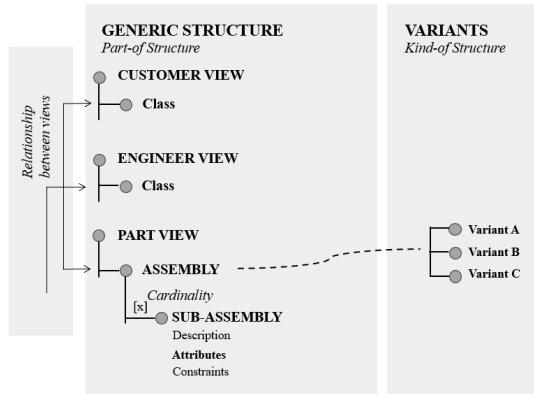 GENERIC STRUCTURE
Part-of Structure
VARIANTS
Kind-of Structure
Relationship
between views
CUSTOMER VIEW
Class
ENGINEER VIEW
Class
PART VIEW
ASSEMBLY
Cardinality
[x]
SUB-ASSEMBLY
Description
Attributes
Constraints
Variant A
Variant B
Variant C